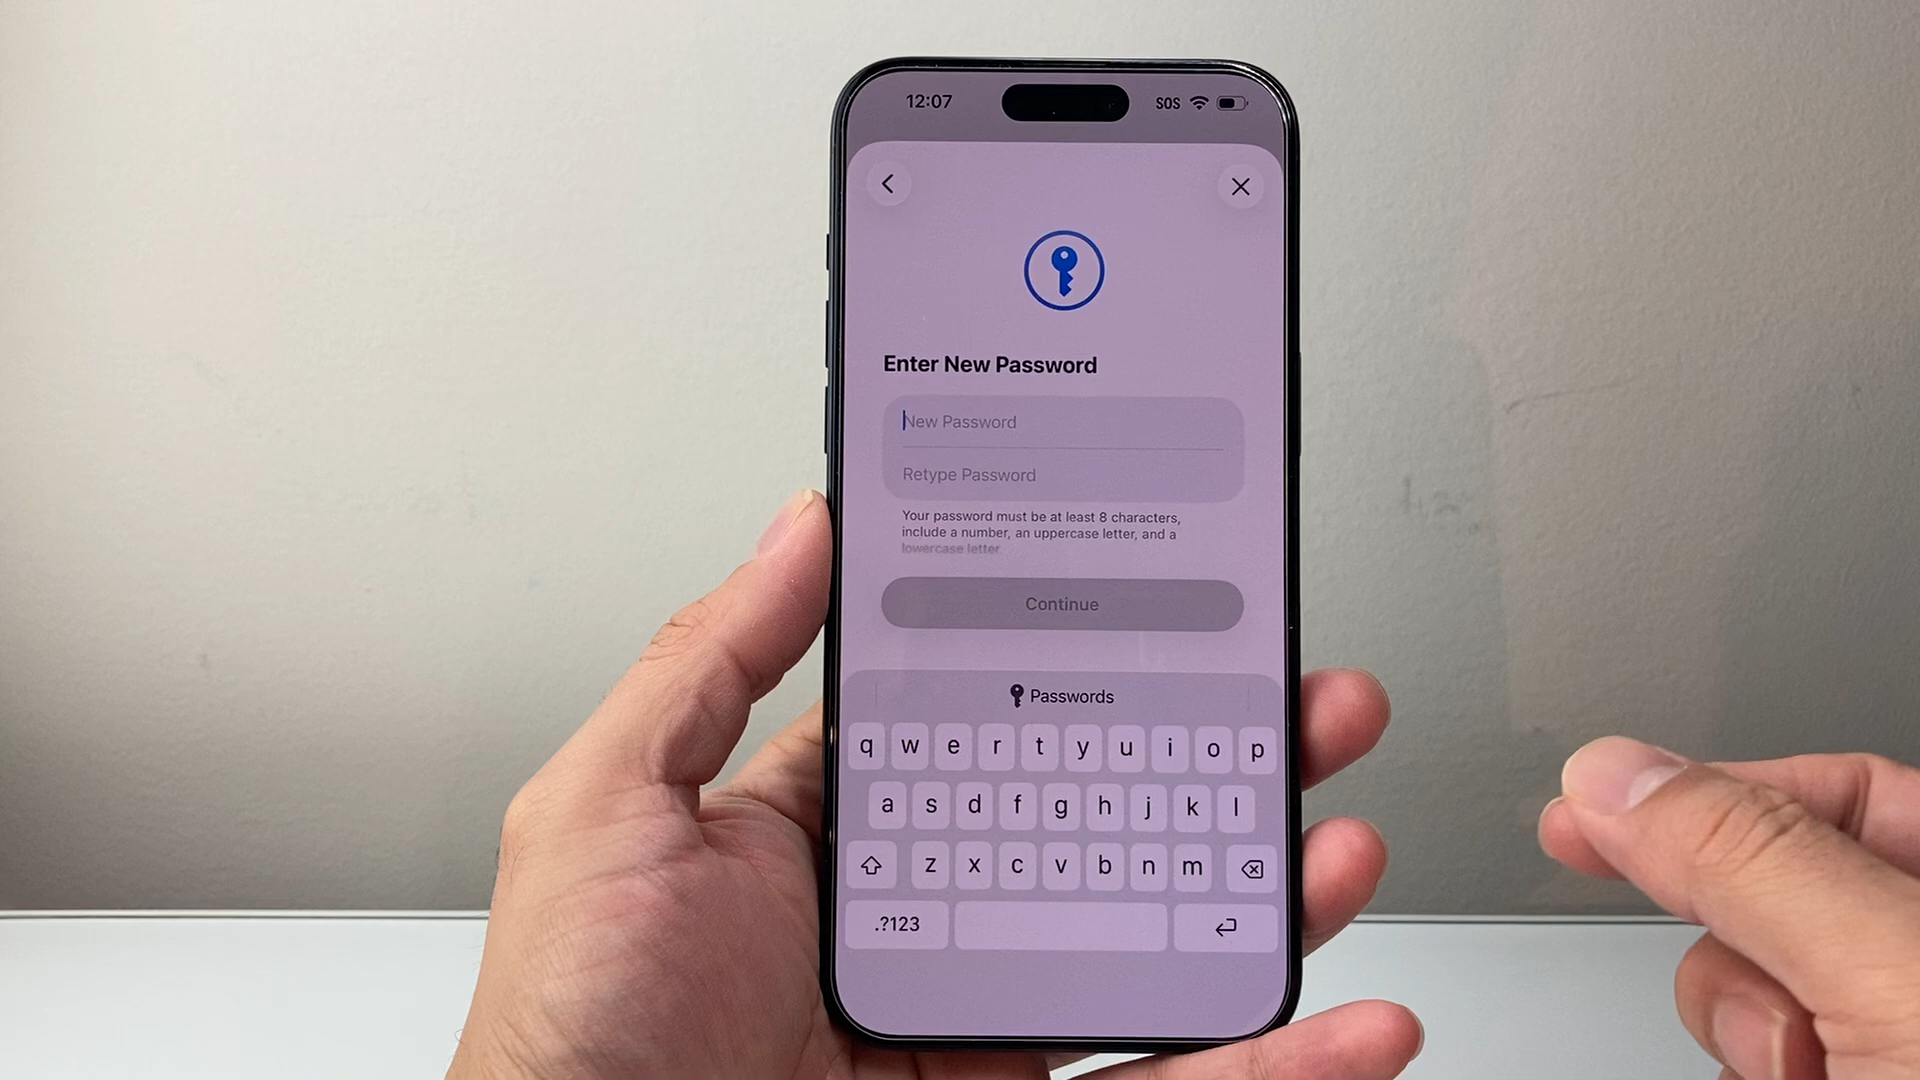 12:07 SOS
Enter New Password
New Password
Retype Password
Your password must be at least 8 characters,
include a number, an uppercase letter, and a
lowercase letter
Continue
Passwords
q w e r t y u i o p
a s d f g h j k l
z x c v b n m
.?123